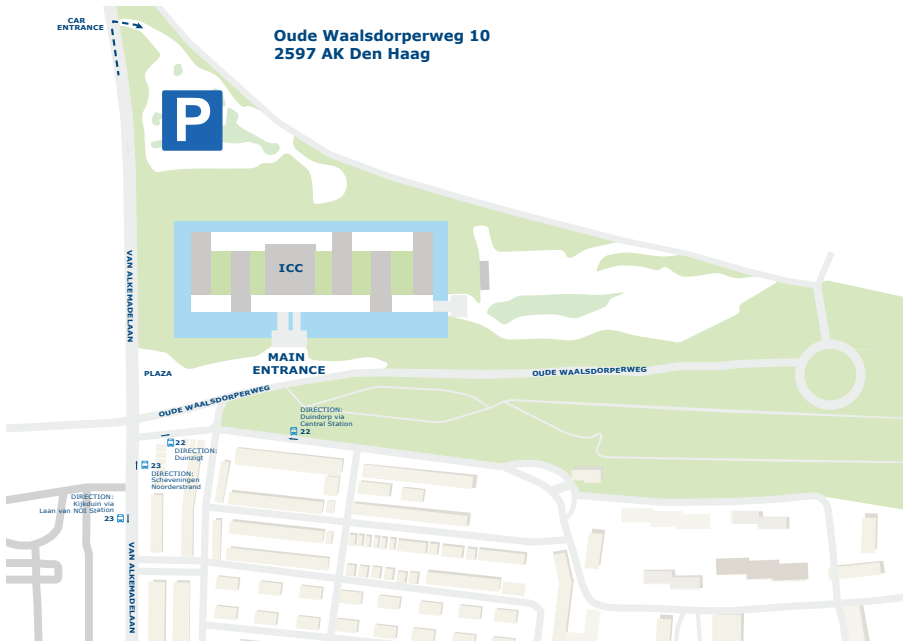 CAR
ENTRANCE
Oude Waalsdorperweg 10
2597 AK Den Haag
P
VAN ALKEMADELAAN
ICC
MAIN
ENTRANCE
PLAZA
OUDE WAALSDORPERWEG
OUDE WAALSDORPERWEG
DIRECTION:
Duindorp via
Central Station
22
22
DIRECTION:
Duinzigt
23
DIRECTION:
Scheveningen
Noorderstrand
DIRECTION:
Kijkduin via
Laan van NOI Station
23
VAN ALKEMADELAAN